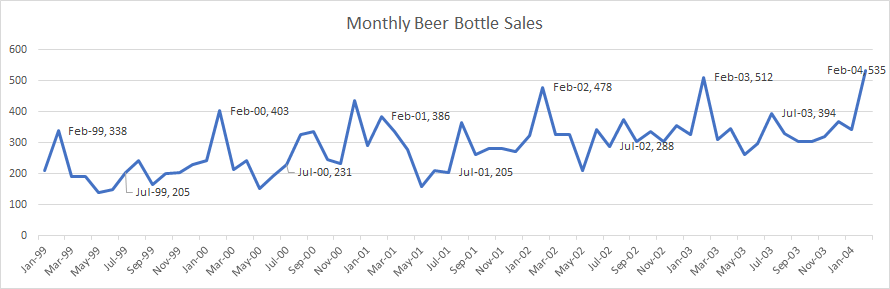 Monthly Beer Bottle Sales
600
500
400
300
200
100
0
Feb-99, 338
Jul-99, 205
Feb-00, 403
Jul-00, 231
Feb-01, 386
Jul-01, 205
Feb-02, 478
Jul-02, 288
Feb-03, 512
Jul-03, 394
Feb-04, 535
Jan-99
Mar-99
May-99
Jul-99
Sep-99
Nov-99
Jan-00
Mar-00
May-00
Jul-00
Sep-00
Nov-00
Jan-01
Mar-01
May-01
Jul-01
Sep-01
Nov-01
Jan-02
Mar-02
May-02
Jul-02
Sep-02
Nov-02
Jan-03
Mar-03
May-03
Jul-03
Sep-03
Nov-03
Jan-04